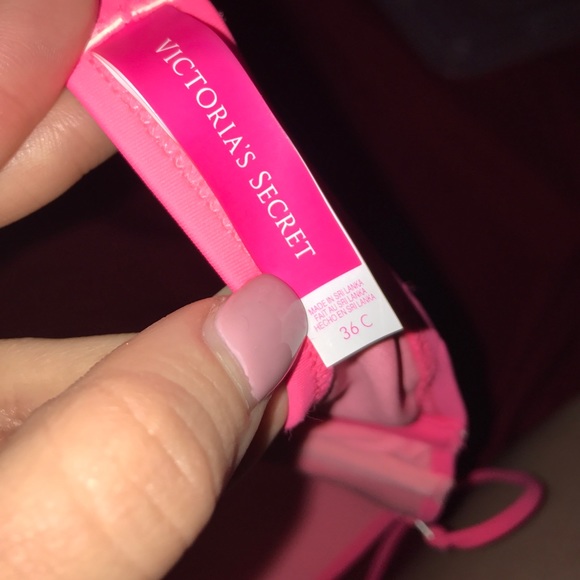 VICTORIA'S SECRET
MADE IN SRI LANKA
FAIT AU SRI LANKA
HECHO EN SRI LANKA
36 C